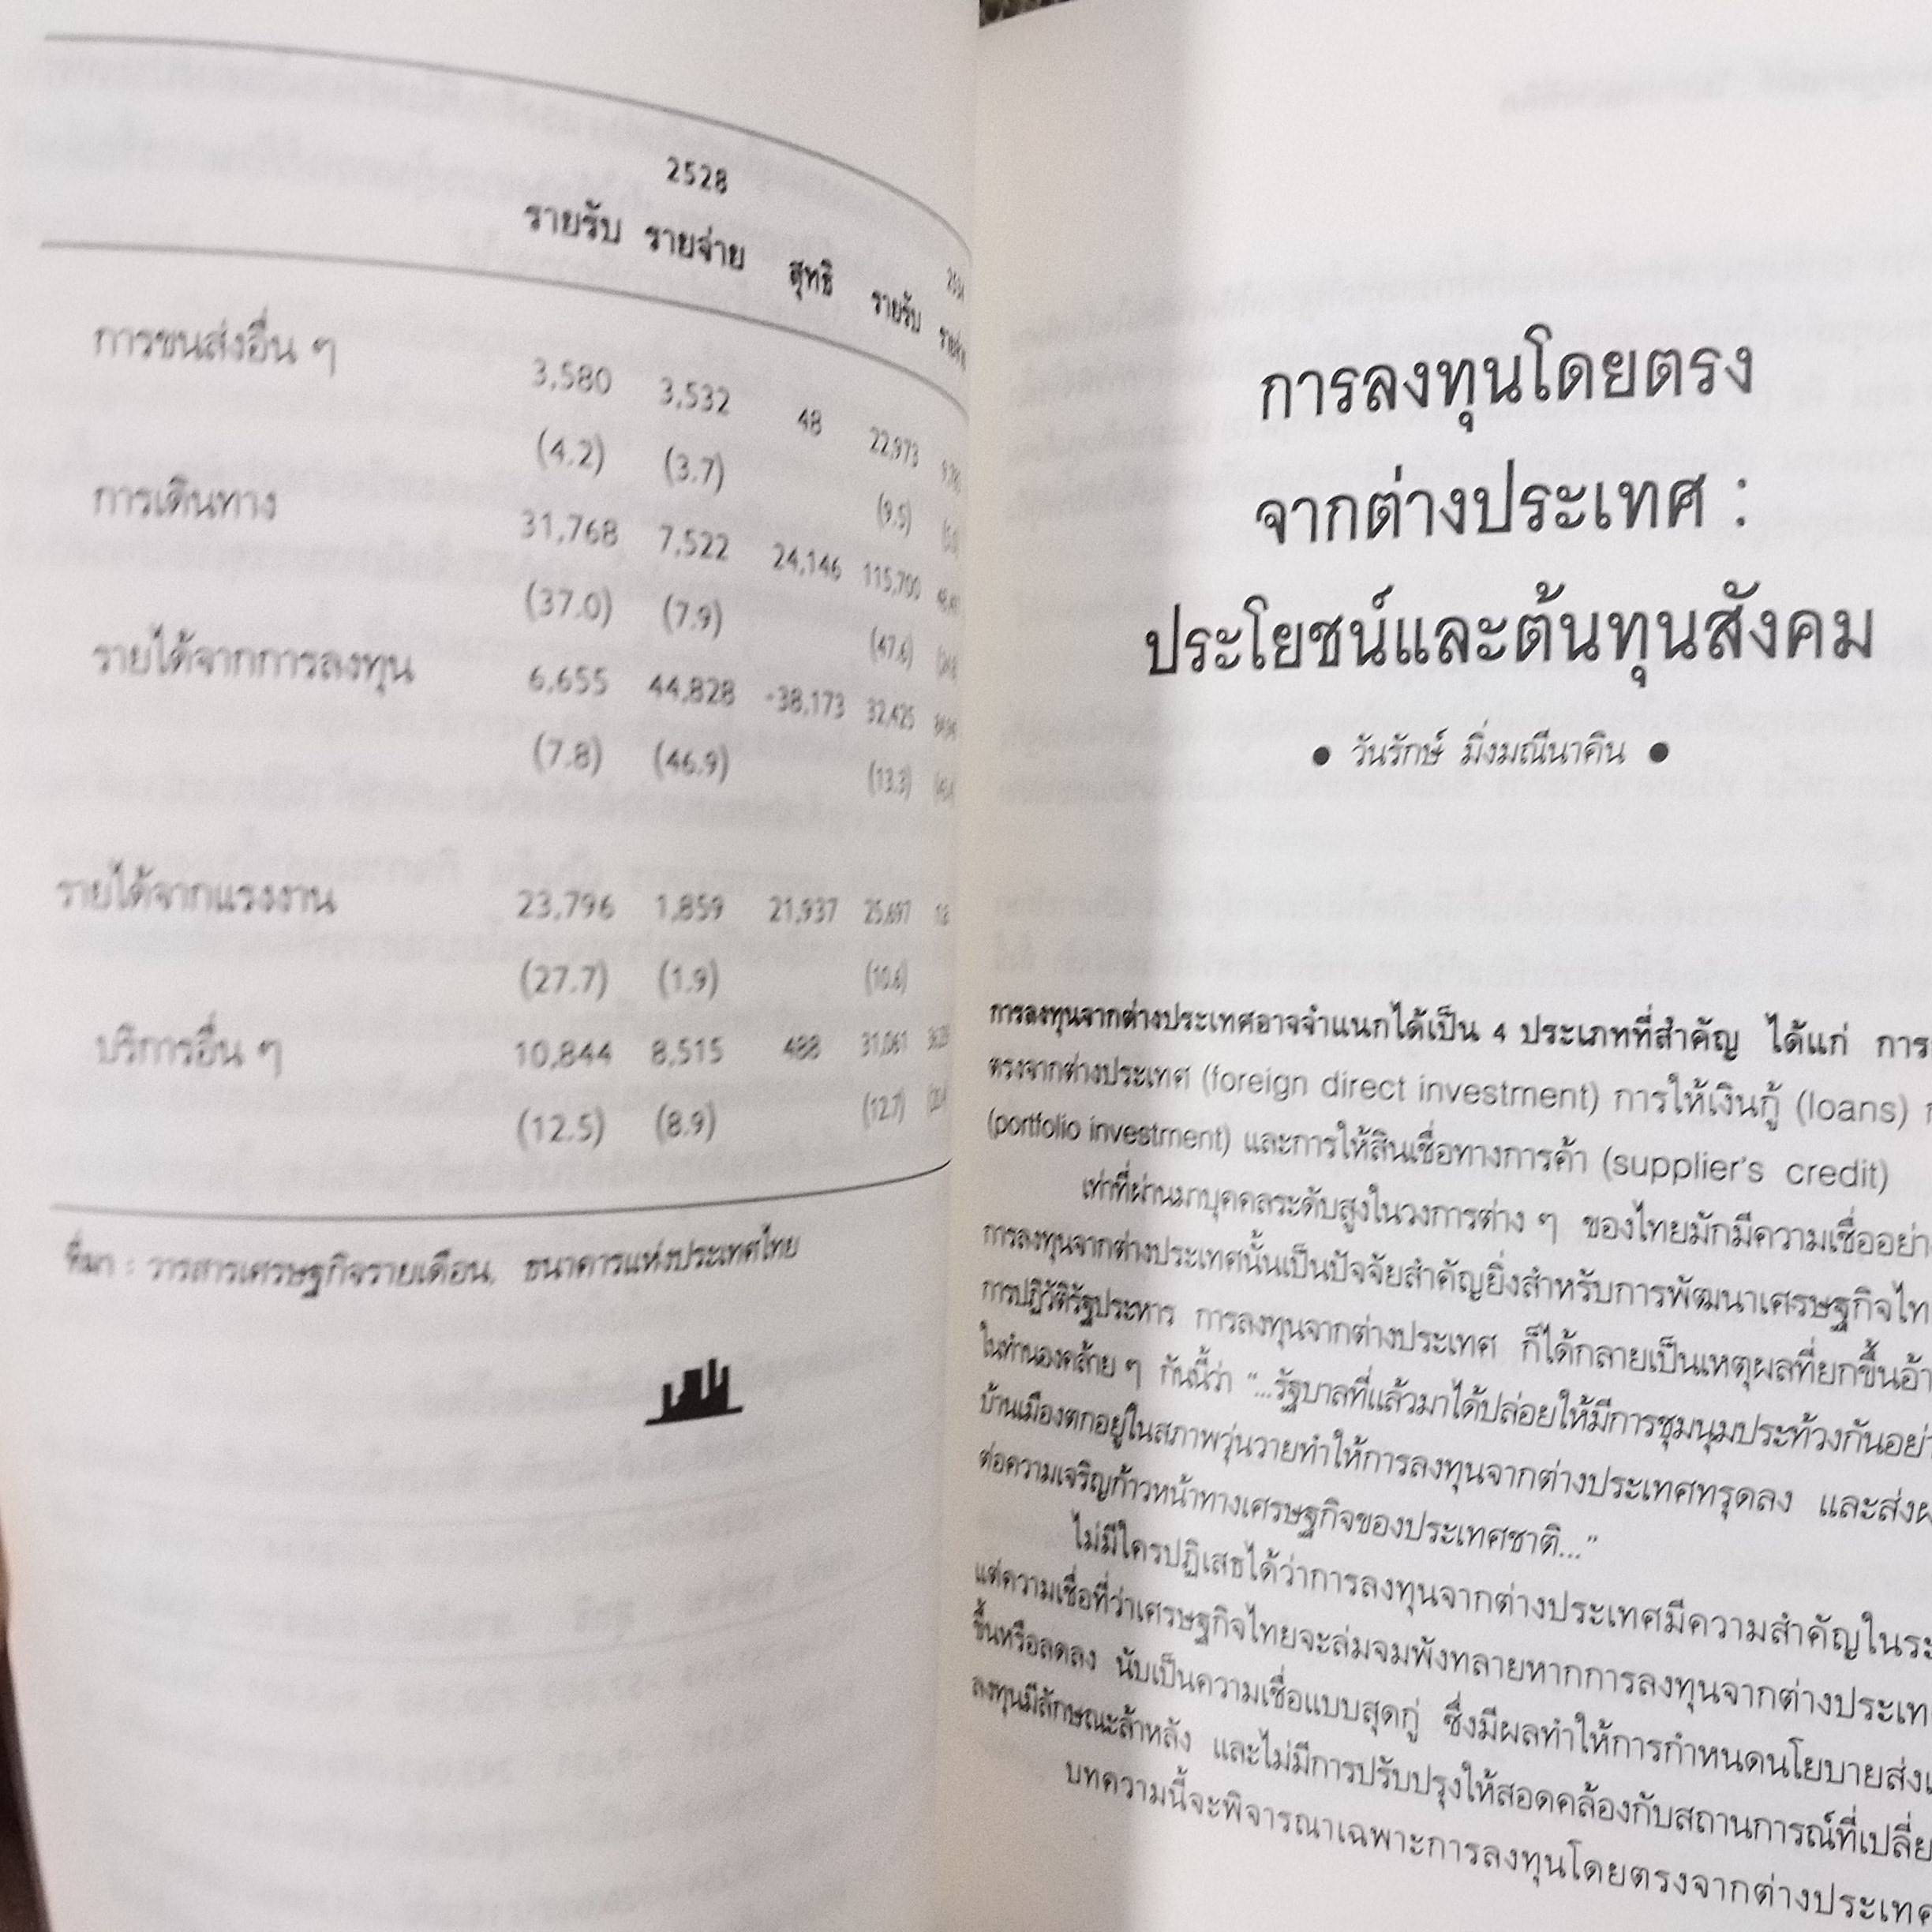 2528
รายรับ รายจ่าย สุทธิ รายรับ
การขนส่งอื่น ๆ 3,580 3,532 48 22,973
(4.2) (3.7) (9.5)
การเดินทาง 31,768 7,522 24,146 115,700
(37.0) (7.9) (47.6)
รายได้จากการลงทุน 6,655 44,828 -38,173 32,425
(7.8) (46.9) (13.3)
รายได้จากแรงงาน 23,796 1,859 21,937 25,697
(27.7) (1.9) (10.6)
บริการอื่น ๆ 10,844 8,515 488 31,061
(12.5) (8.9) (12.7)
ที่มา : วารสารเศรษฐกิจรายเดือน, ธนาคารแห่งประเทศไทย
การลงทุนโดยตรง
จากต่างประเทศ :
ประโยชน์และต้นทุนสังคม
• วันรักษ์ มิ่งมณีนาคิน •
การลงทุนจากต่างประเทศอาจจำแนกได้เป็น 4 ประเภทที่สำคัญ ได้แก่ การ
ตรงจากต่างประเทศ (foreign direct investment) การให้เงินกู้ (loans)
(portfolio investment) และการให้สินเชื่อทางการค้า (supplier's credit)
เท่าที่ผ่านมาบุคคลระดับสูงในวงการต่าง ๆ ของไทยมักมีความเชื่ออย่าง
การลงทุนจากต่างประเทศนั้นเป็นปัจจัยสำคัญยิ่งสำหรับการพัฒนาเศรษฐกิจไท
การปฏิวัติรัฐประหาร การลงทุนจากต่างประเทศ ก็ได้กลายเป็นเหตุผลที่ยกขึ้นอ้า
ในทำนองคล้าย ๆ กันนี้ว่า "...รัฐบาลที่แล้วมาได้ปล่อยให้มีการชุมนุมประท้วงกันอย่า
บ้านเมืองตกอยู่ในสภาพวุ่นวายทำให้การลงทุนจากต่างประเทศทรุดลง และส่งผ
ต่อความเจริญก้าวหน้าทางเศรษฐกิจของประเทศชาติ..."
ไม่มีใครปฏิเสธได้ว่าการลงทุนจากต่างประเทศมีความสำคัญในระ
แต่ความเชื่อที่ว่าเศรษฐกิจไทยจะล่มจมพังทลายหากการลงทุนจากต่างประเท
ขึ้นหรือลดลง นับเป็นความเชื่อแบบสุดกู่ ซึ่งมีผลทำให้การกำหนดนโยบายส่งเ
ลงทุนมีลักษณะล้าหลัง และไม่มีการปรับปรุงให้สอดคล้องกับสถานการณ์ที่เปลี่ย
บทความนี้จะพิจารณาเฉพาะการลงทุนโดยตรงจากต่างประเทศ